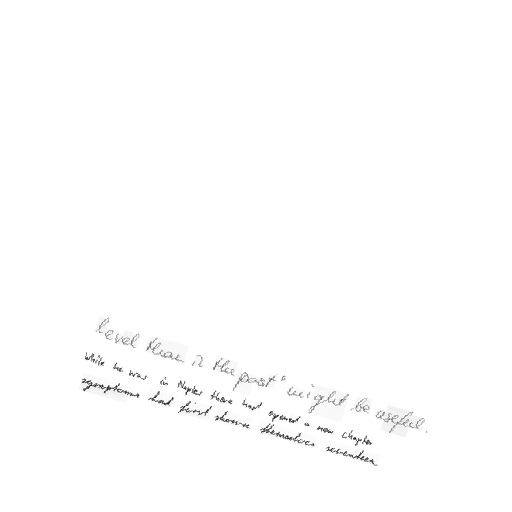 level than in the past " might be useful.
While he was in Naples there had opened a new chapter
symptoms had first shown themselves seventeen